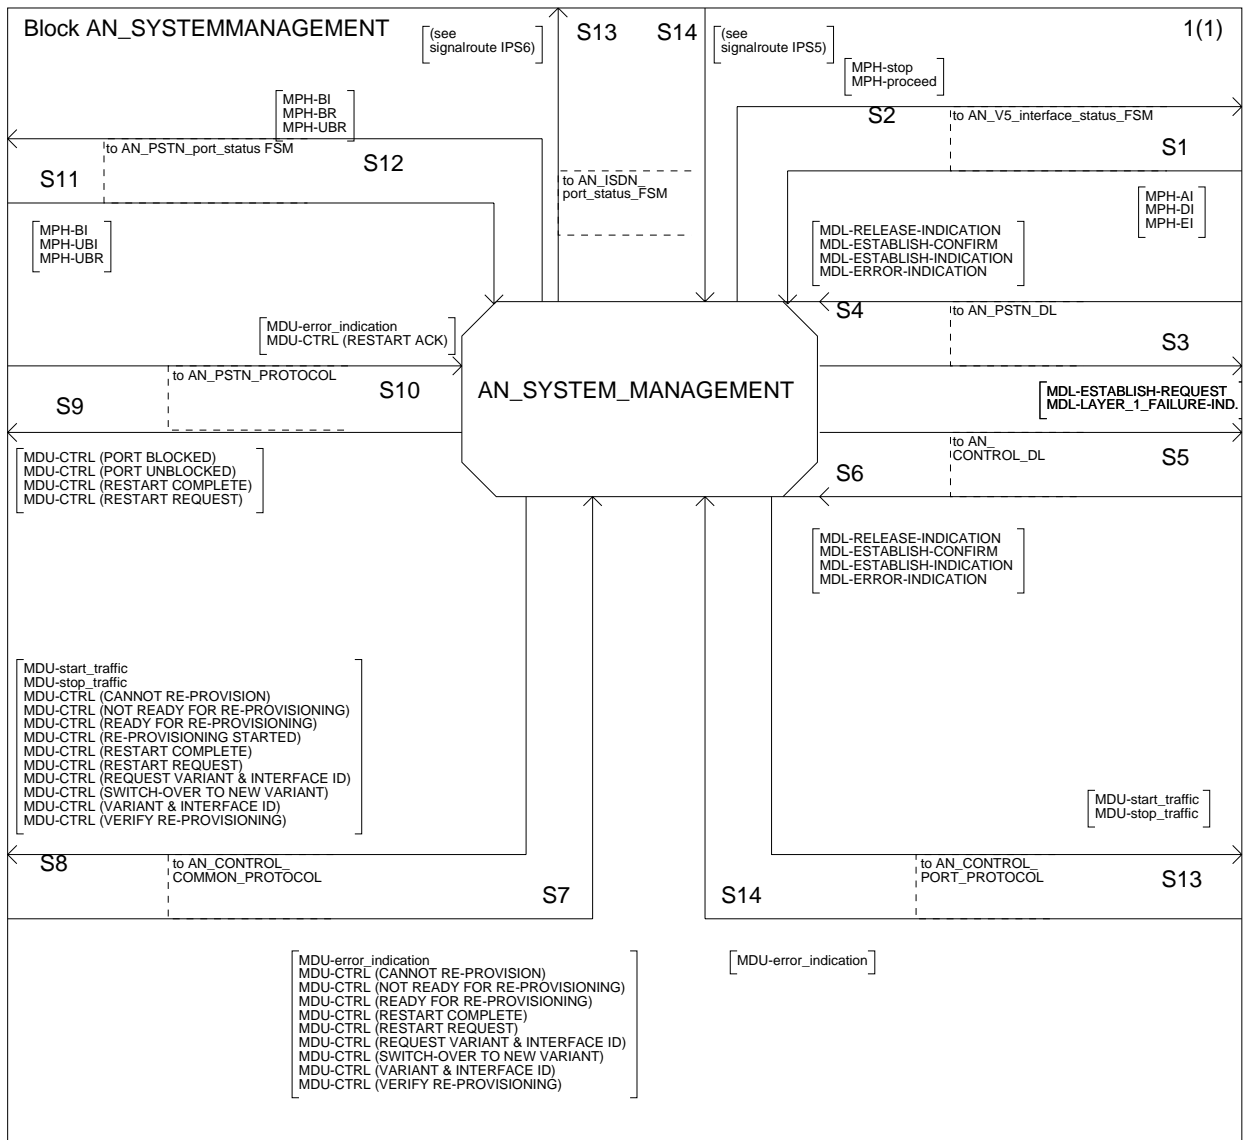 Block AN_SYSTEMMANAGEMENT
(see
signalroute IPS6)
S13
S14
(see
signalroute IPS5)
1(1)
MPH-stop
MPH-proceed
S2
to AN_V5_interface_status_FSM
S1
MPH-BI
MPH-BR
MPH-UBR
to AN_PSTN_port_status FSM
S12
S11
to AN_ISDN_
port_status_FSM
MPH-AI
MPH-DI
MPH-EI
MPH-BI
MPH-UBI
MPH-UBR
MDL-RELEASE-INDICATION
MDL-ESTABLISH-CONFIRM
MDL-ESTABLISH-INDICATION
MDL-ERROR-INDICATION
S4
to AN_PSTN_DL
S3
MDU-error_indication
MDU-CTRL (RESTART ACK)
to AN_PSTN_PROTOCOL
S10
S9
AN_SYSTEM_MANAGEMENT
MDL-ESTABLISH-REQUEST
MDL-LAYER_1_FAILURE-IND.
to AN_
CONTROL_DL
S5
S6
MDU-CTRL (PORT BLOCKED)
MDU-CTRL (PORT UNBLOCKED)
MDU-CTRL (RESTART COMPLETE)
MDU-CTRL (RESTART REQUEST)
MDL-RELEASE-INDICATION
MDL-ESTABLISH-CONFIRM
MDL-ESTABLISH-INDICATION
MDL-ERROR-INDICATION
MDU-start_traffic
MDU-stop_traffic
MDU-CTRL (CANNOT RE-PROVISION)
MDU-CTRL (NOT READY FOR RE-PROVISIONING)
MDU-CTRL (READY FOR RE-PROVISIONING)
MDU-CTRL (RE-PROVISIONING STARTED)
MDU-CTRL (RESTART COMPLETE)
MDU-CTRL (RESTART REQUEST)
MDU-CTRL (REQUEST VARIANT & INTERFACE ID)
MDU-CTRL (SWITCH-OVER TO NEW VARIANT)
MDU-CTRL (VARIANT & INTERFACE ID)
MDU-CTRL (VERIFY RE-PROVISIONING)
MDU-start_traffic
MDU-stop_traffic
S8
to AN_CONTROL_
COMMON_PROTOCOL
S7
S14
to AN_CONTROL_
PORT_PROTOCOL
S13
MDU-error_indication
MDU-CTRL (CANNOT RE-PROVISION)
MDU-CTRL (NOT READY FOR RE-PROVISIONING)
MDU-CTRL (READY FOR RE-PROVISIONING)
MDU-CTRL (RESTART COMPLETE)
MDU-CTRL (RESTART REQUEST)
MDU-CTRL (REQUEST VARIANT & INTERFACE ID)
MDU-CTRL (SWITCH-OVER TO NEW VARIANT)
MDU-CTRL (VARIANT & INTERFACE ID)
MDU-CTRL (VERIFY RE-PROVISIONING)
MDU-error_indication